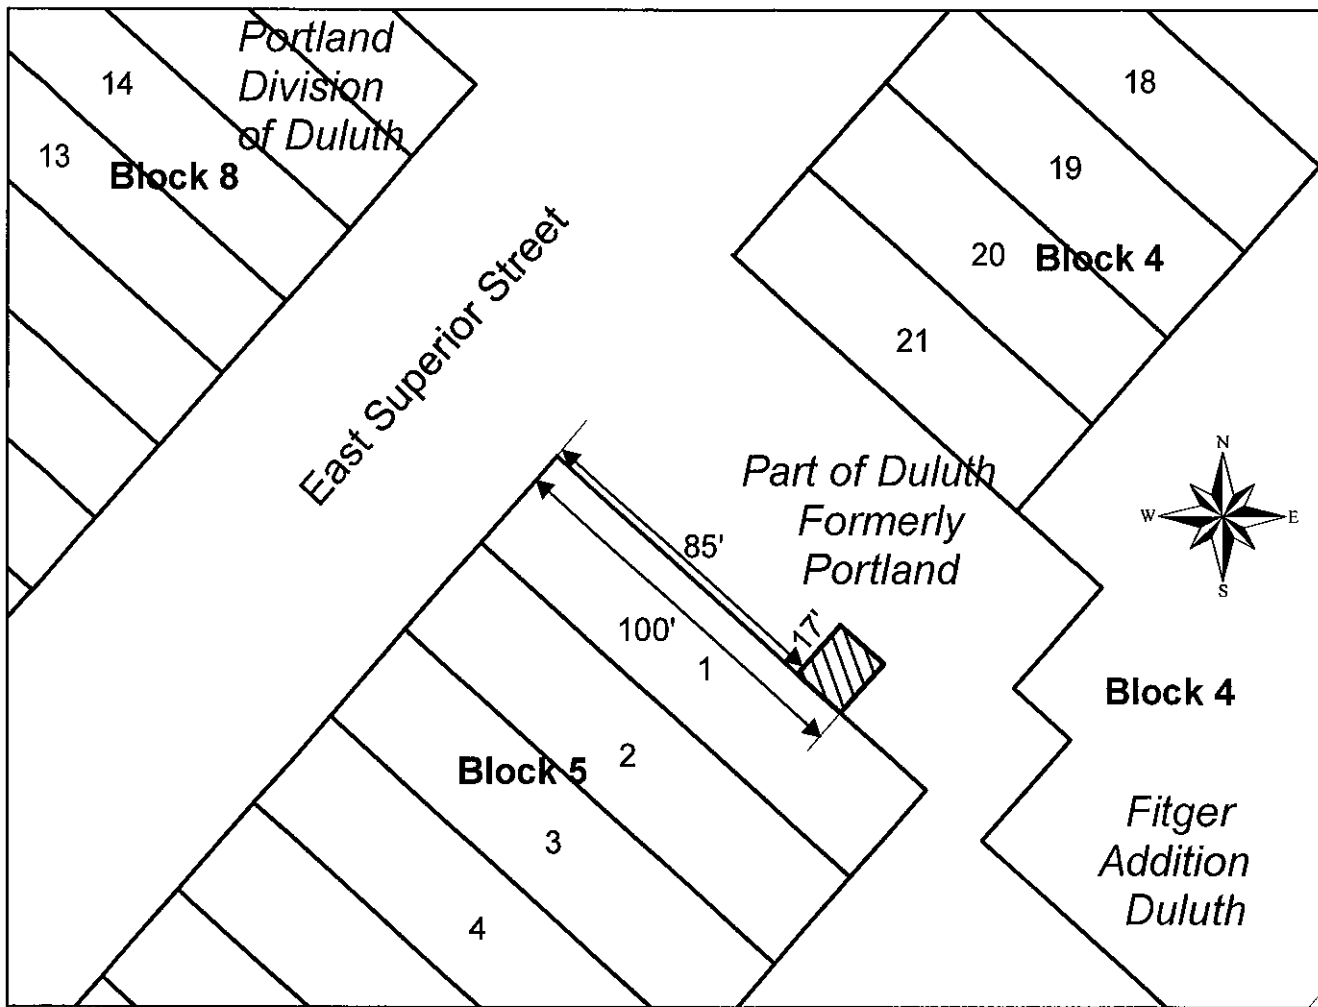 Portland
Division
of Duluth
14
13
Block 8
18
19
20
Block 4
21
East Superior Street
N
W
E
S
Part of Duluth
Formerly
Portland
85'
17'
100'
1
Block 4
Block 5
2
3
4
Fitger
Addition
Duluth